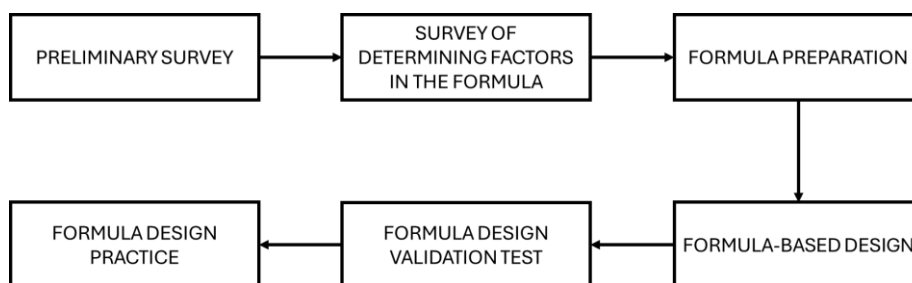 PRELIMINARY SURVEY
SURVEY OF
DETERMINING FACTORS
IN THE FORMULA
FORMULA PREPARATION
FORMULA DESIGN
PRACTICE
FORMULA DESIGN
VALIDATION TEST
FORMULA-BASED DESIGN